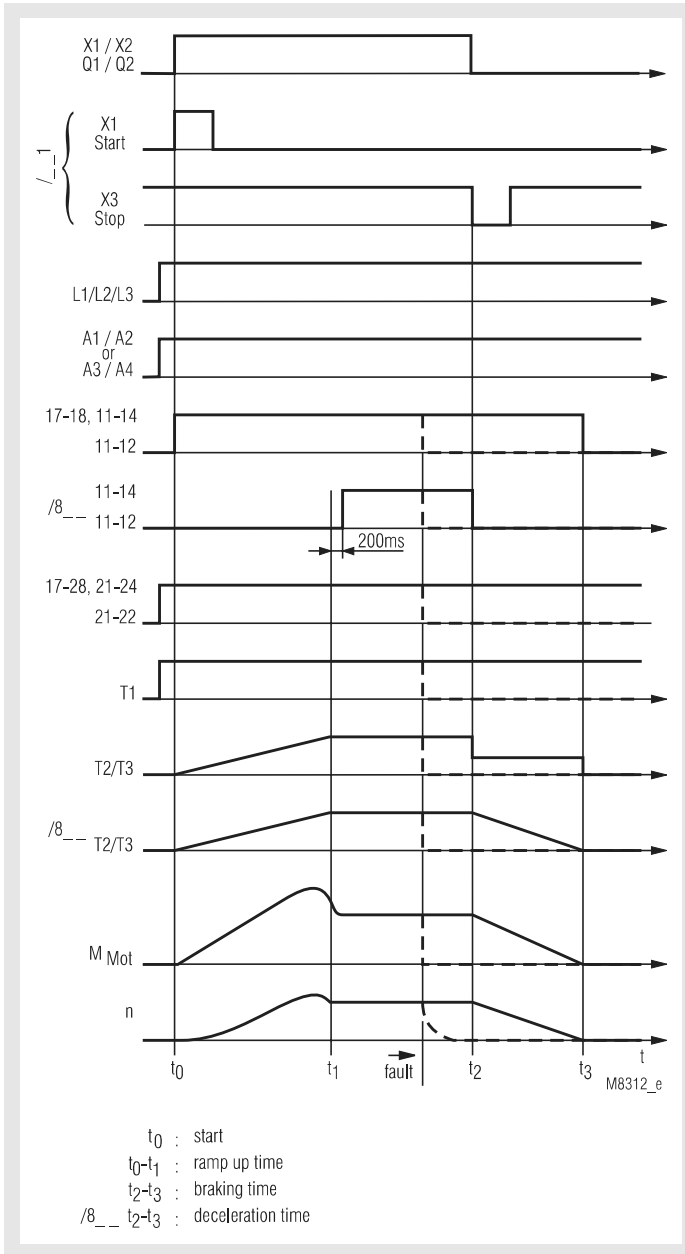 X1 / X2
Q1 / Q2
/_ _1
X1
Start
X3
Stop
L1/L2/L3
A1 / A2
or
A3 / A4
17-18, 11-14
11-12
/8_ _ 11-14
11-12
200ms
17-28, 21-24
21-22
T1
T2/T3
/8_ _ T2/T3
M Mot
n
t0 t1 fault t2 t3 t
M8312_e
t0 : start
t0-t1 : ramp up time
t2-t3 : braking time
/8_ _ t2-t3 : deceleration time